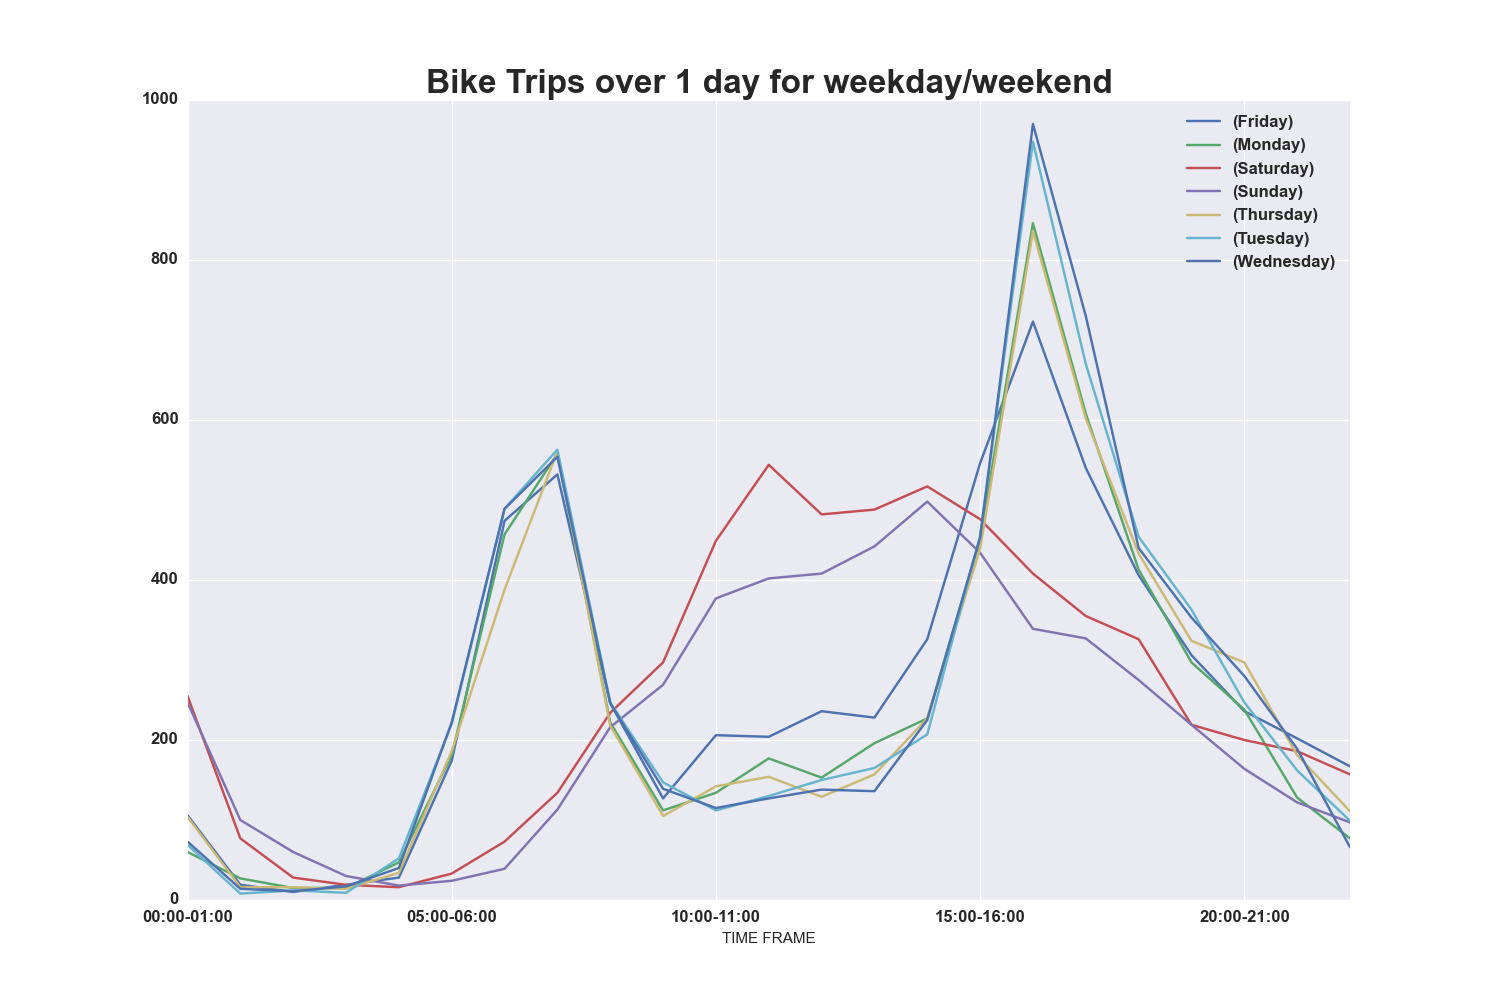 Bike Trips over 1 day for weekday/weekend
1000
800
600
400
200
0
(Friday)
(Monday)
(Saturday)
(Sunday)
(Thursday)
(Tuesday)
(Wednesday)
00:00-01:00 05:00-06:00 10:00-11:00 15:00-16:00 20:00-21:00
TIME FRAME